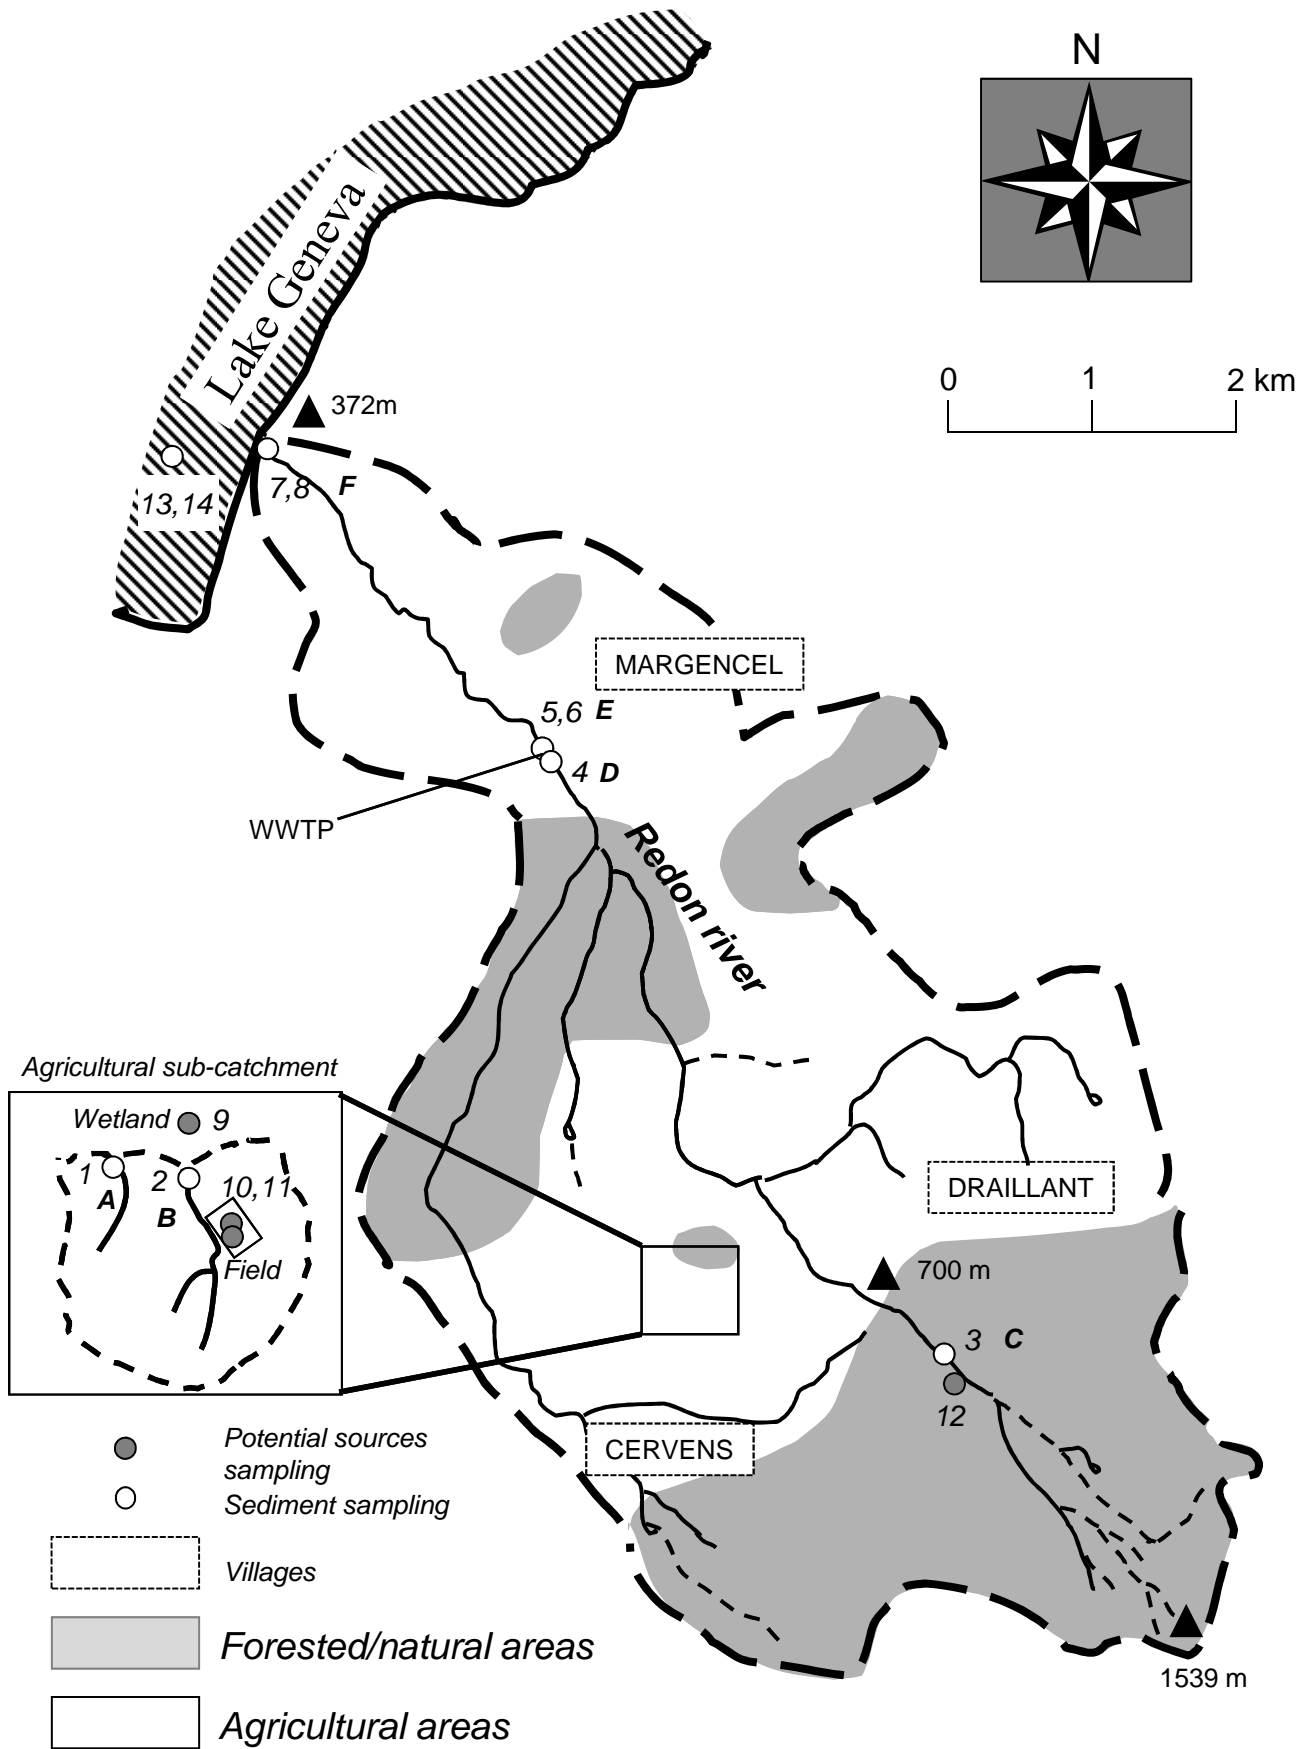 N
Lake Geneva
0 1 2 km
372m
13,14
7,8 F
MARGENCEL
5,6 E
4 D
WWTP
Redon river
Agricultural sub-catchment
Wetland 9
1
2
10,11
A
B
Field
DRAILLANT
700 m
3 C
12
CERVENS
Potential sources
sampling
Sediment sampling
Villages
Forested/natural areas
1539 m
Agricultural areas